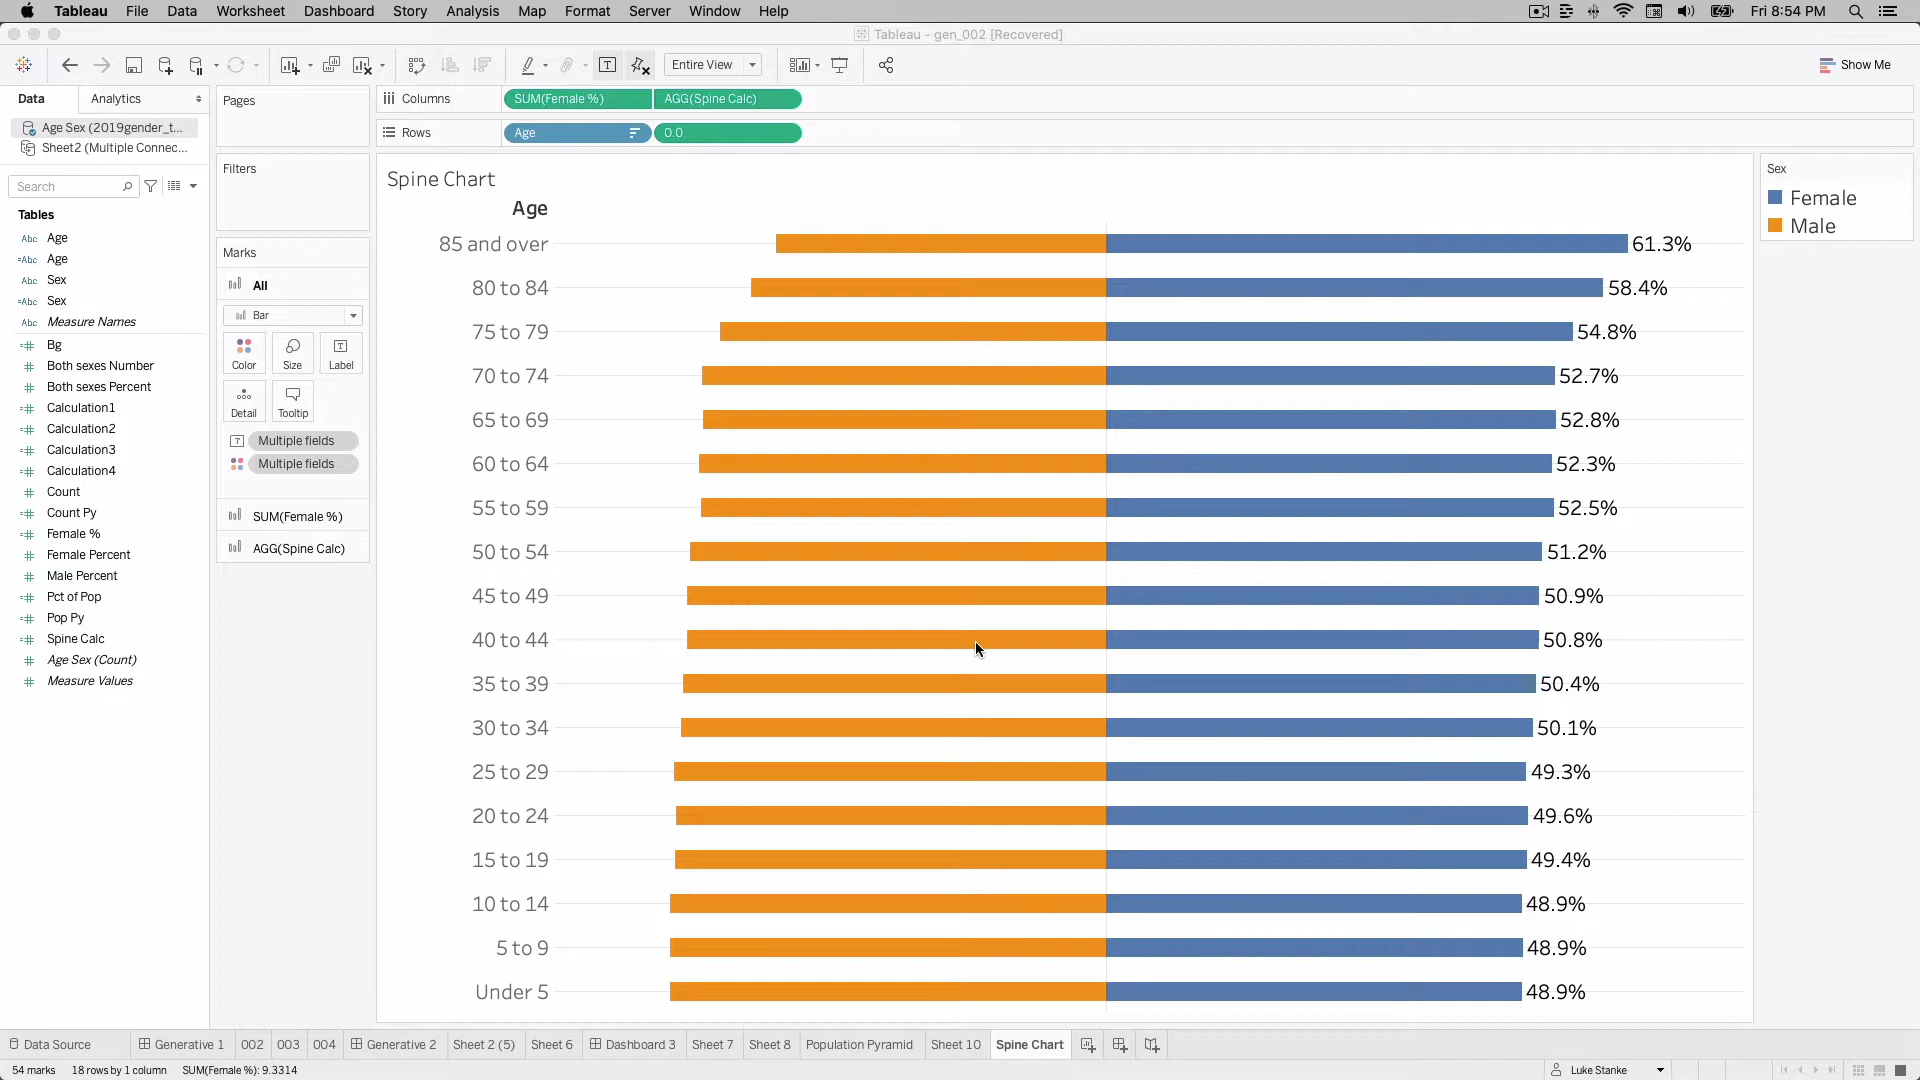 Tableau File Data Worksheet Dashboard Story Analysis Map Format Server Window Help Fri 8:54 PM
Tableau - gen_002 [Recovered]
Entire View
Show Me
Data Analytics
Age Sex (2019gender_t...
Sheet2 (Multiple Connec...
Search
Tables
Abc Age
=Abc Age
Abc Sex
=Abc Sex
Abc Measure Names
Bg
Both sexes Number
Both sexes Percent
Calculation1
Calculation2
Calculation3
Calculation4
Count
Count Py
Female %
Female Percent
Male Percent
Pct of Pop
Pop Py
Spine Calc
Age Sex (Count)
Measure Values
Pages
Filters
Marks
All
Bar
Color Size Label
Detail Tooltip
Multiple fields
Multiple fields
SUM(Female %)
AGG(Spine Calc)
Columns SUM(Female %) AGG(Spine Calc)
Rows Age 0.0
Spine Chart
Age
85 and over 61.3%
80 to 84 58.4%
75 to 79 54.8%
70 to 74 52.7%
65 to 69 52.8%
60 to 64 52.3%
55 to 59 52.5%
50 to 54 51.2%
45 to 49 50.9%
40 to 44 50.8%
35 to 39 50.4%
30 to 34 50.1%
25 to 29 49.3%
20 to 24 49.6%
15 to 19 49.4%
10 to 14 48.9%
5 to 9 48.9%
Under 5 48.9%
Sex
Female
Male
Data Source Generative 1 002 003 004 Generative 2 Sheet 2 (5) Sheet 6 Dashboard 3 Sheet 7 Sheet 8 Population Pyramid Sheet 10 Spine Chart
54 marks 18 rows by 1 column SUM(Female %): 9.3314 Luke Stanke